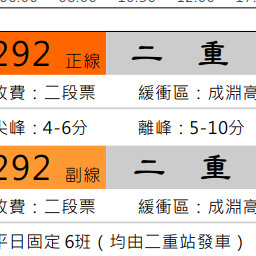 292 正線 二 重
收費：二段票 緩衝區：成淵高
尖峰：4-6分 離峰：5-10分
292 副線 二 重
收費：二段票 緩衝區：成淵高
平日固定 6班（均由二重站發車）